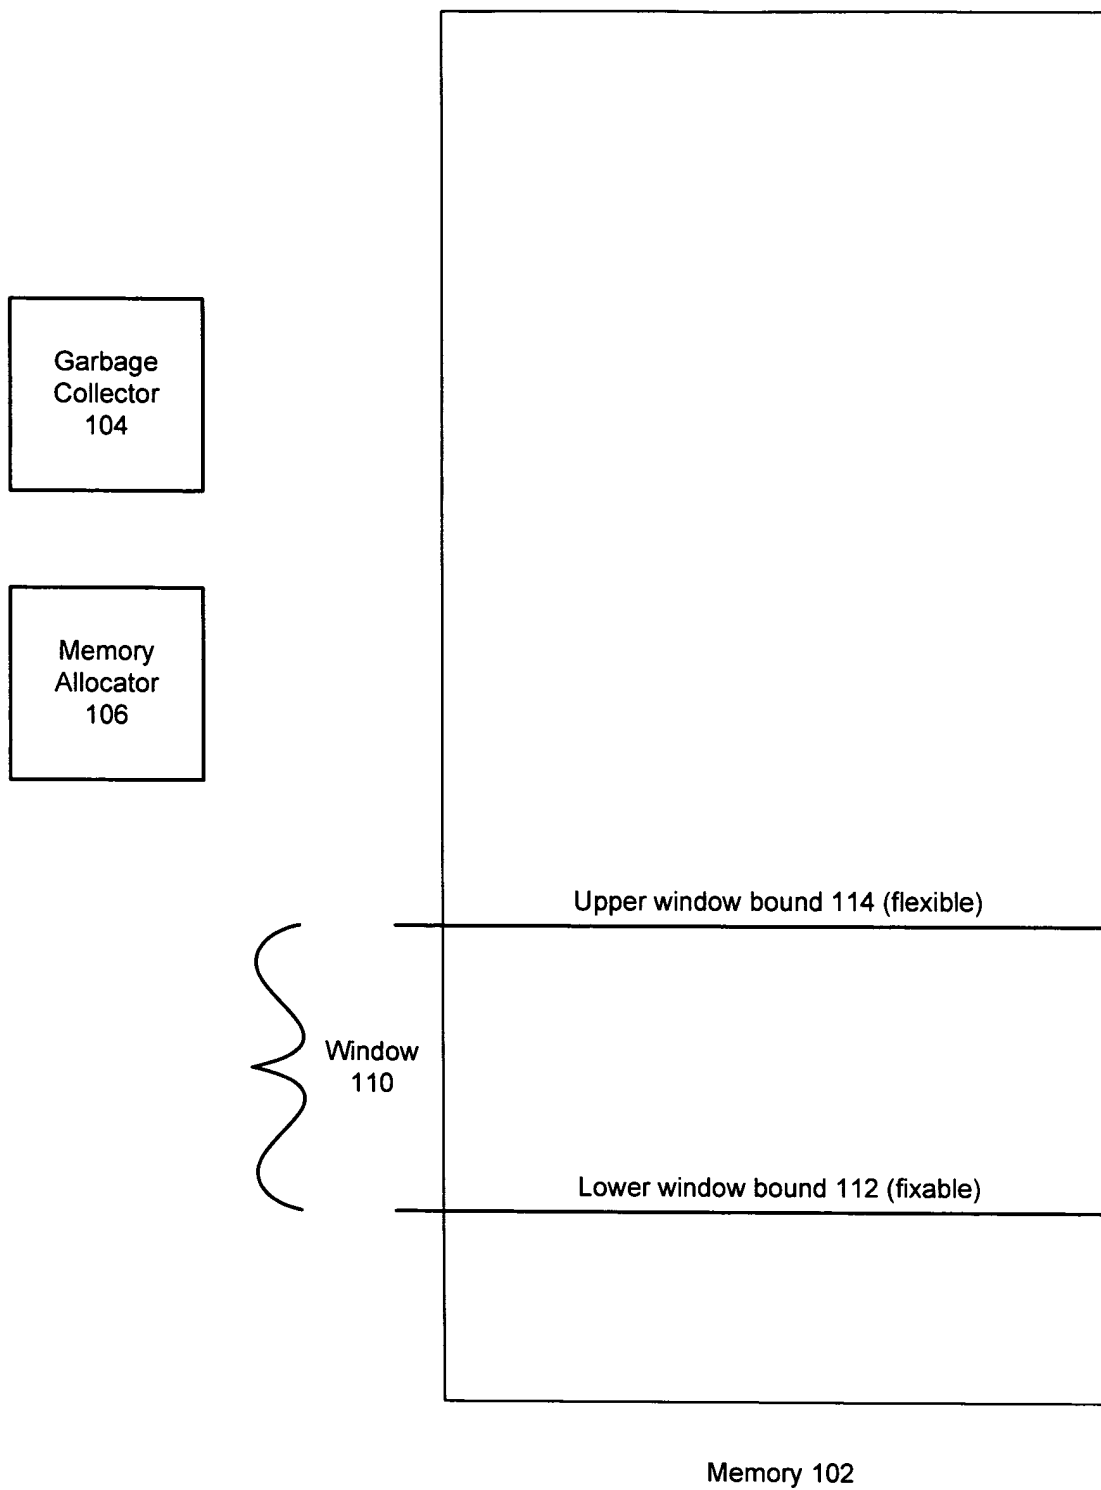 Garbage
Collector
104
Memory
Allocator
106
Upper window bound 114 (flexible)
Window
110
Lower window bound 112 (fixable)
Memory 102